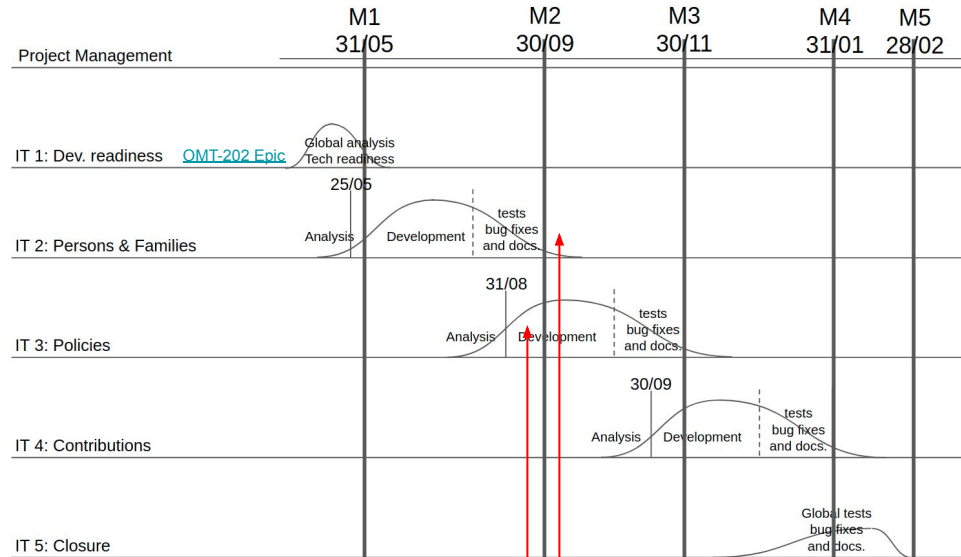 M1
31/05
M2
30/09
M3
30/11
M4
31/01
M5
28/02
Project Management
IT 1: Dev. readiness
OMT-202 Epic
Global analysis
Tech readiness
25/05
IT 2: Persons & Families
Analysis
Development
tests
bug fixes
and docs.
31/08
IT 3: Policies
Analysis
Development
tests
bug fixes
and docs.
30/09
IT 4: Contributions
Analysis
Development
tests
bug fixes
and docs.
IT 5: Closure
Global tests
bug fixes
and docs.